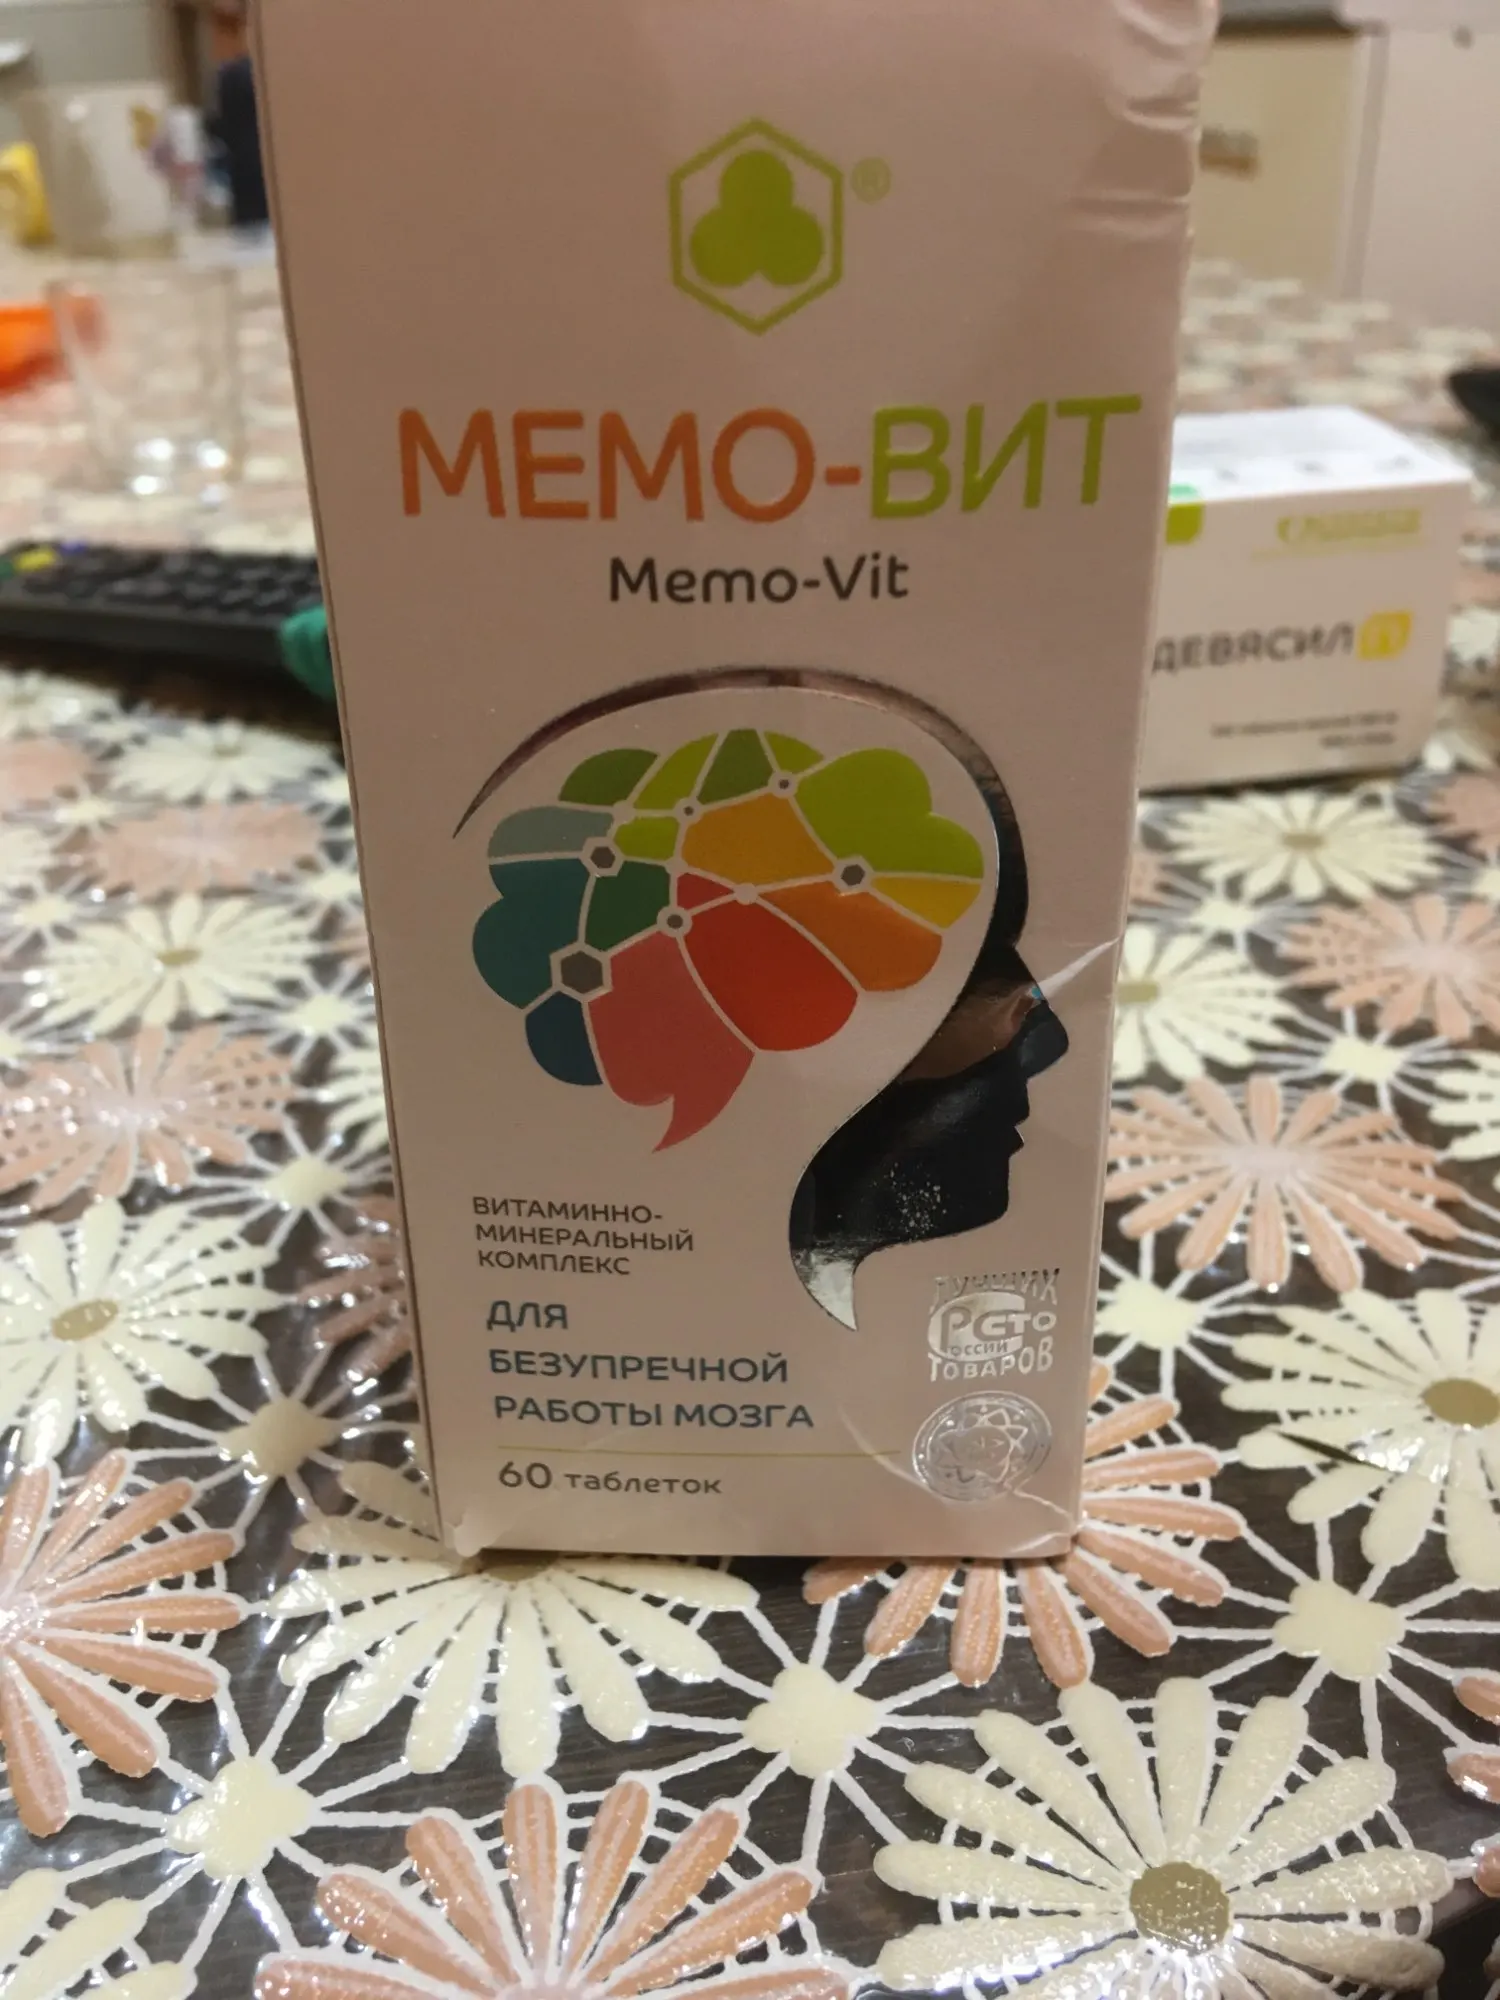 ®
МЕМО-ВИТ
Memo-Vit
ДЕВЯСИЛ П
ВИТАМИННО-
МИНЕРАЛЬНЫЙ
КОМПЛЕКС
ДЛЯ
БЕЗУПРЕЧНОЙ
РАБОТЫ МОЗГА
60 таблеток
ЛУЧШИХ
СТО
РОССИИ
ТОВАРОВ